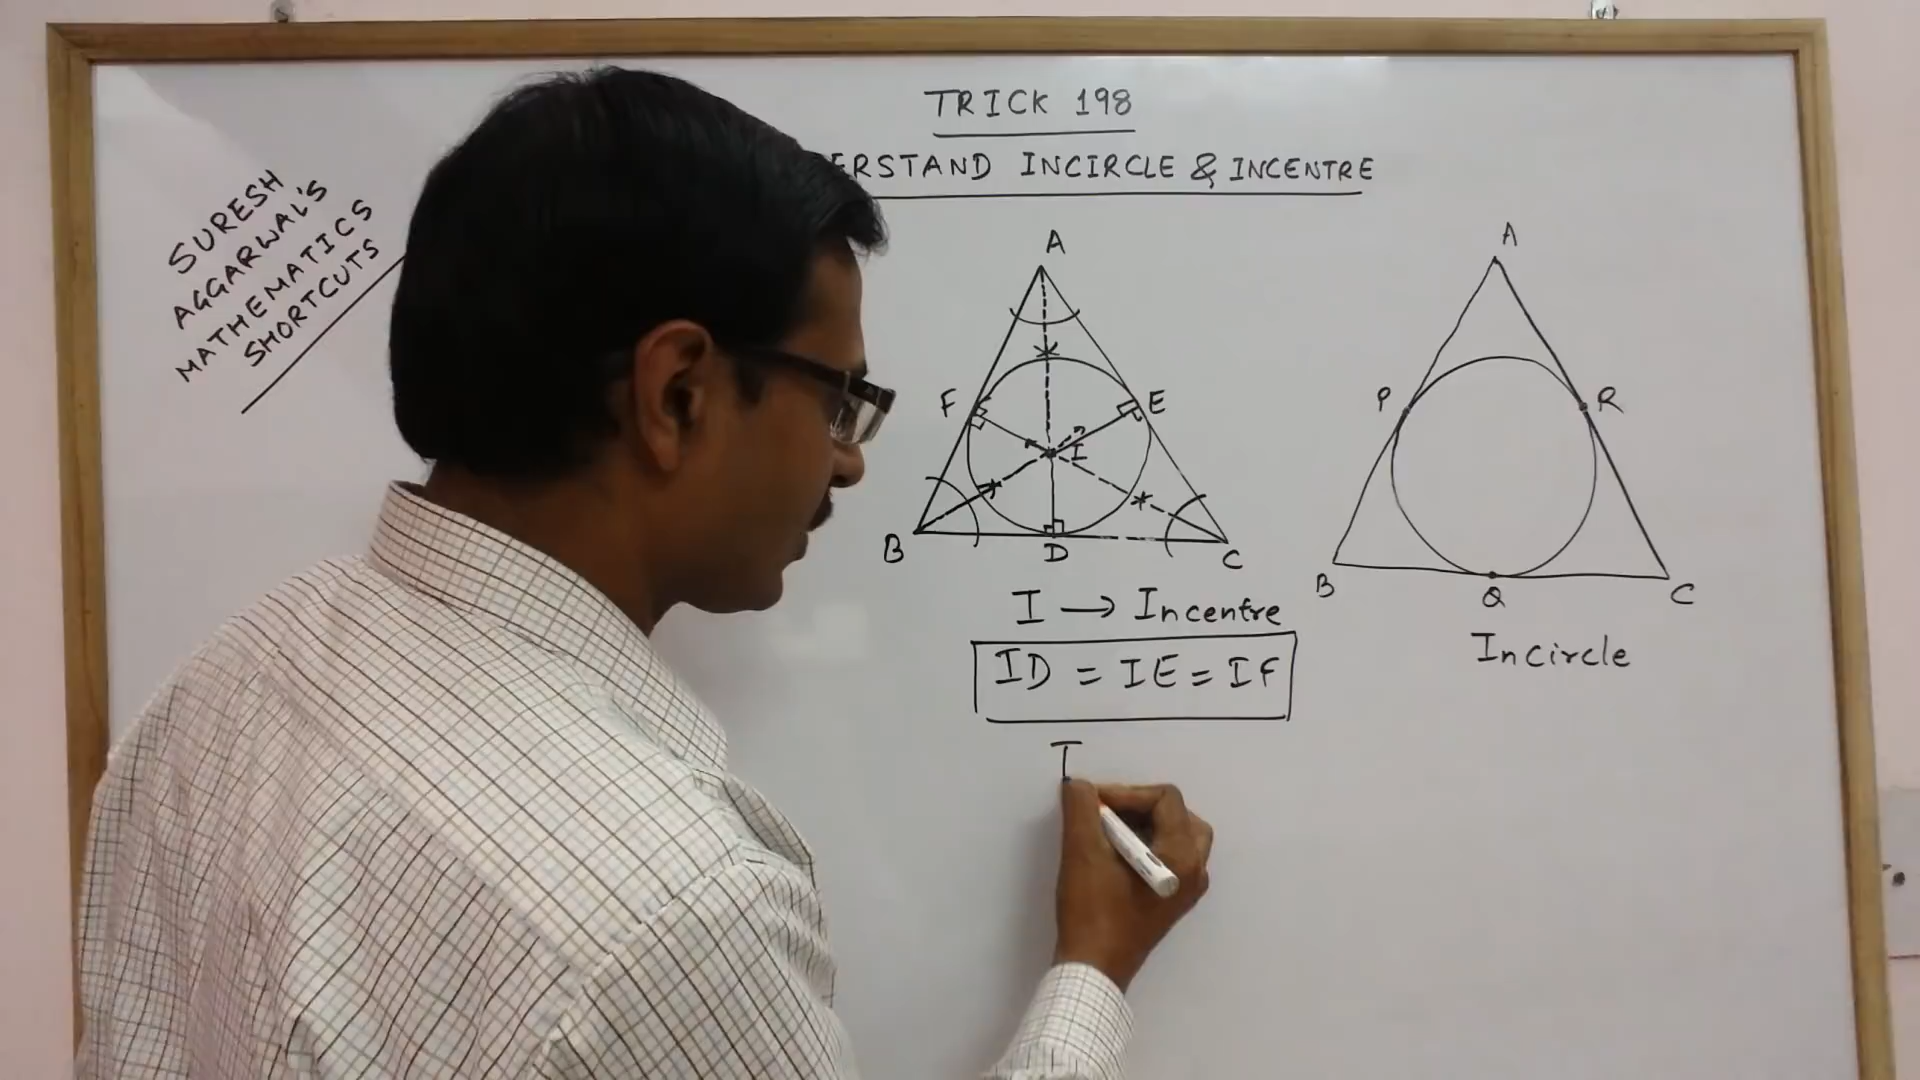 SURESH
AGGARWAL'S
MATHEMATICS
SHORTCUTS
TRICK 198
ERSTAND INCIRCLE & INCENTRE
A
F
E
I
B
D
C
I → Incentre
ID = IE = IF
I
A
P
R
B
Q
C
Incircle